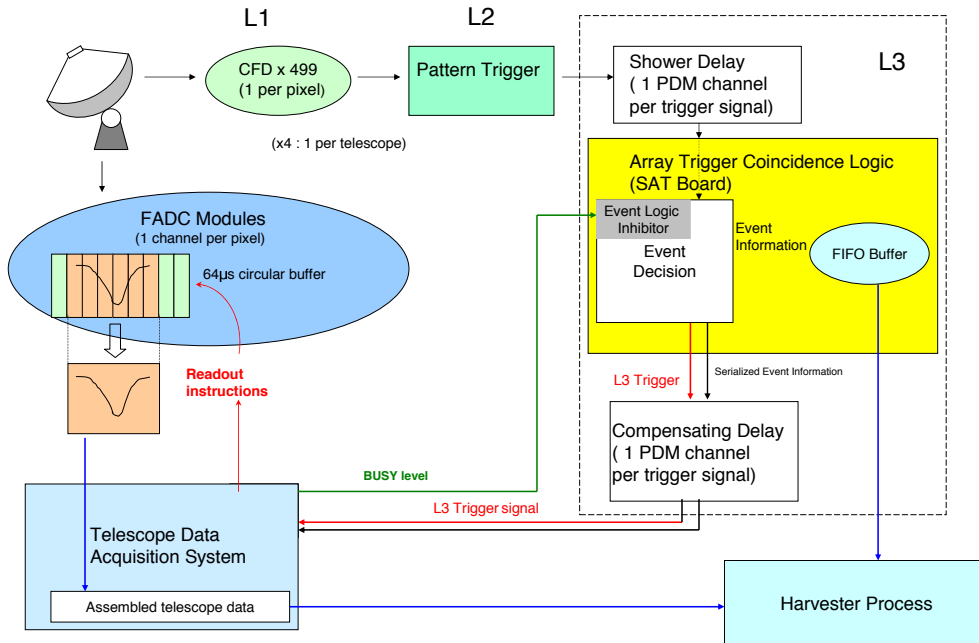 L1
L2
L3
CFD x 499
(1 per pixel)
Pattern Trigger
Shower Delay
( 1 PDM channel
per trigger signal)
(x4 : 1 per telescope)
Array Trigger Coincidence Logic
(SAT Board)
Event Logic
Inhibitor
Event
Decision
Event
Information
FIFO Buffer
FADC Modules
(1 channel per pixel)
64μs circular buffer
Readout
instructions
L3 Trigger
Serialized Event Information
Compensating Delay
( 1 PDM channel
per trigger signal)
BUSY level
L3 Trigger signal
Telescope Data
Acquisition System
Assembled telescope data
Harvester Process